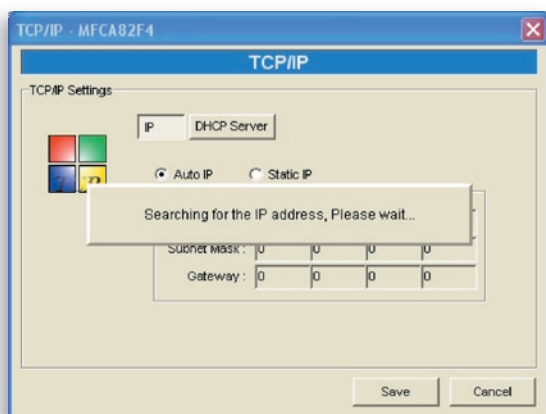 TCP/IP - MFCA82F4
TCP/IP
TCP/IP Settings
IP DHCP Server
Auto IP Static IP
Searching for the IP address, Please wait...
Subnet Mask : 0 0 0 0
Gateway : 0 0 0 0
Save Cancel